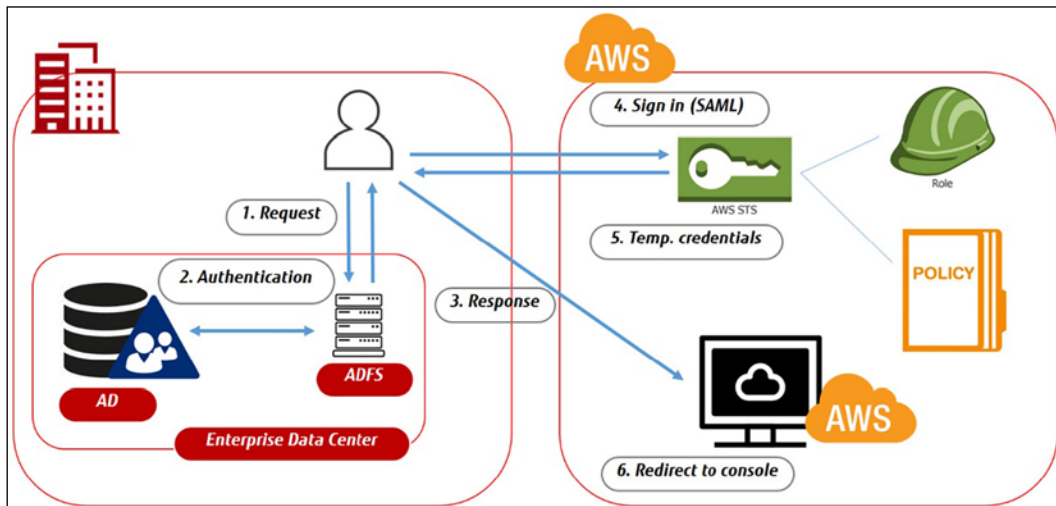 AWS
4. Sign in (SAML)
Role
AWS STS
1. Request
5. Temp. credentials
2. Authentication
POLICY
3. Response
ADFS
AD
AWS
Enterprise Data Center
6. Redirect to console